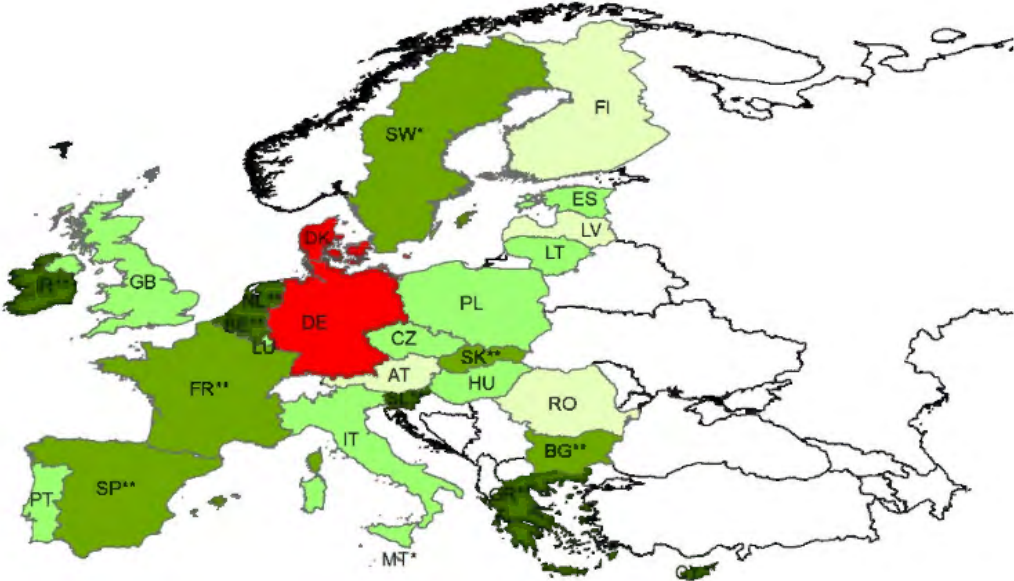 FI
SW*
ES
LV
DK
LT
IR**
GB
NL**
PL
BE**
DE
LU
CZ
SK**
FR**
AT
HU
RO
IT
BG**
SP**
PT
MT*